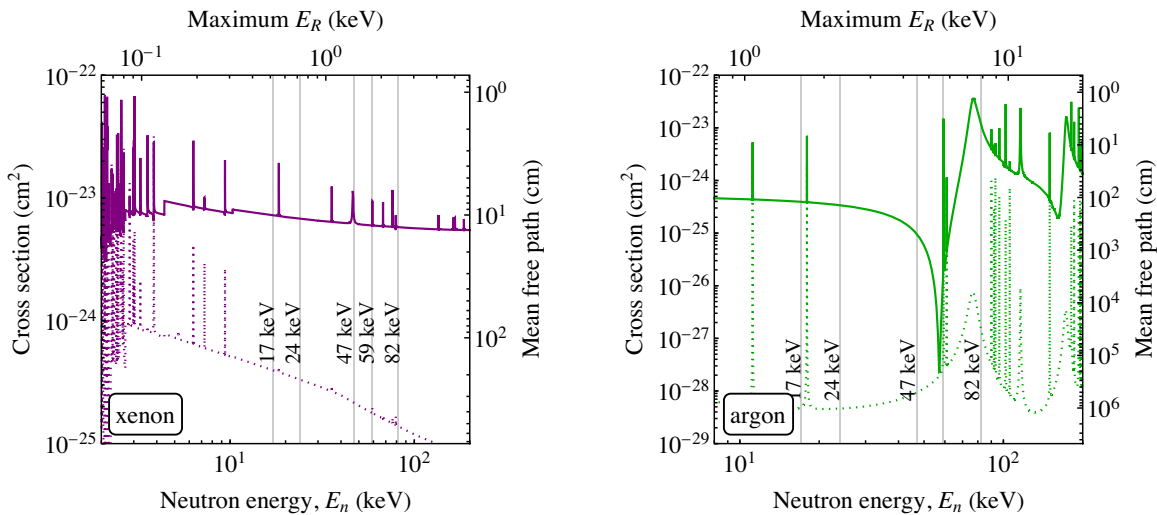 Maximum E_R (keV)
10^−1 10^0
10^−22
10^−23
10^−24
10^−25
Cross section (cm^2)
10^0
10^1
10^2
Mean free path (cm)
17 keV
24 keV
47 keV
59 keV
82 keV
xenon
10^1 10^2
Neutron energy, E_n (keV)
Maximum E_R (keV)
10^0 10^1
10^−22
10^−23
10^−24
10^−25
10^−26
10^−27
10^−28
10^−29
Cross section (cm^2)
10^0
10^1
10^2
10^3
10^4
10^5
10^6
Mean free path (cm)
17 keV
24 keV
47 keV
82 keV
argon
10^1 10^2
Neutron energy, E_n (keV)